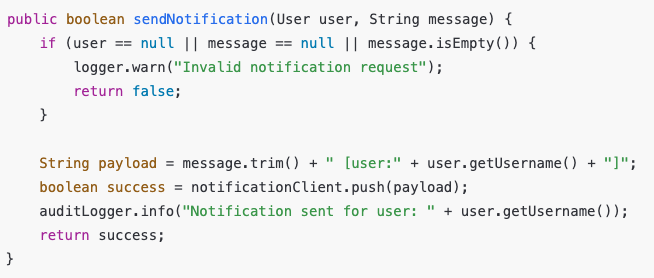 public boolean sendNotification(User user, String message) {
    if (user == null || message == null || message.isEmpty()) {
        logger.warn("Invalid notification request");
        return false;
    }

    String payload = message.trim() + " [user:" + user.getUsername() + "]";
    boolean success = notificationClient.push(payload);
    auditLogger.info("Notification sent for user: " + user.getUsername());
    return success;
}